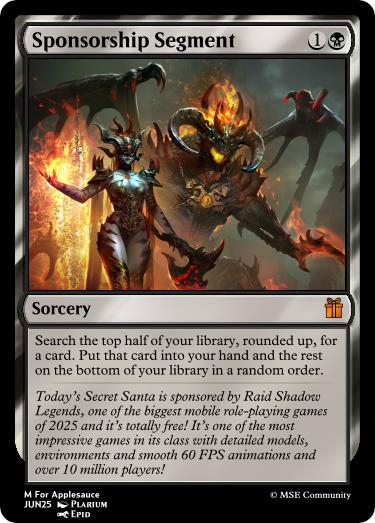 Sponsorship Segment 1
Sorcery
Search the top half of your library, rounded up, for
a card. Put that card into your hand and the rest
on the bottom of your library in a random order.
Today's Secret Santa is sponsored by Raid Shadow
Legends, one of the biggest mobile role-playing games
of 2025 and it's totally free! It's one of the most
impressive games in its class with detailed models,
environments and smooth 60 FPS animations and
over 10 million players!
M For Applesauce © MSE Community
JUN25 Plarium
Epid